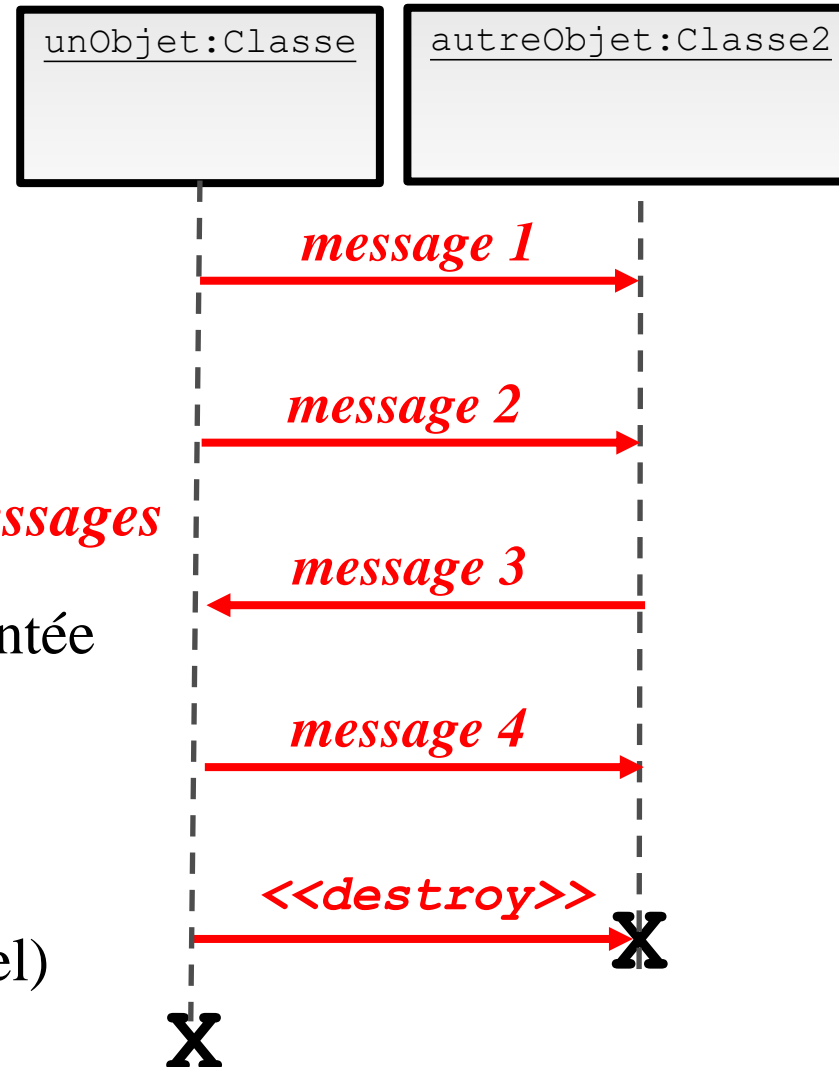 unObjet:Classe
autreObjet:Classe2
message 1
message 2
ssages
message 3
ntée
message 4
<<destroy>>
X
el)
X